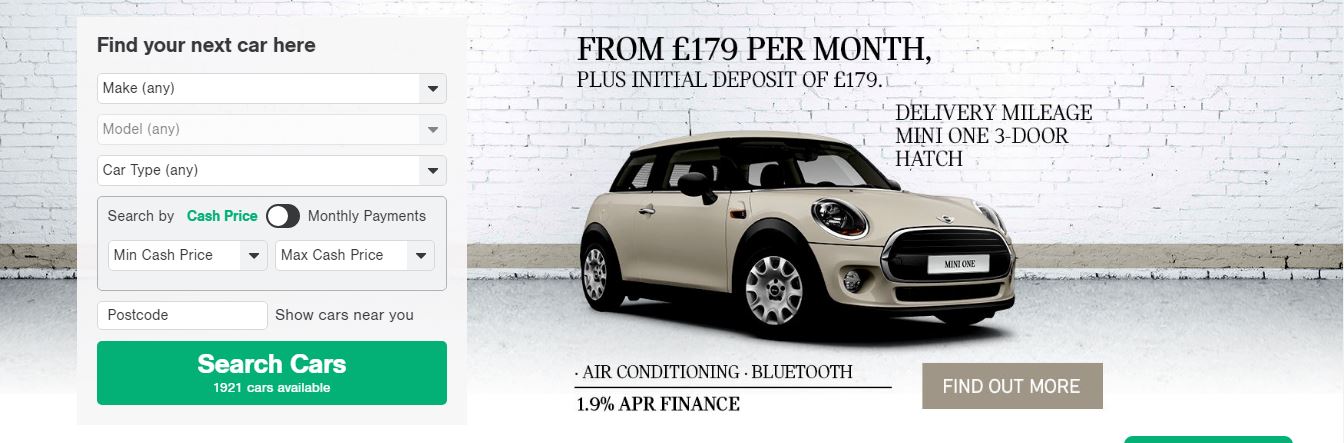 Find your next car here
Make (any)
Model (any)
Car Type (any)
Search by Cash Price Monthly Payments
Min Cash Price Max Cash Price
Postcode Show cars near you
Search Cars
1921 cars available
FROM £179 PER MONTH,
PLUS INITIAL DEPOSIT OF £179.
DELIVERY MILEAGE
MINI ONE 3-DOOR
HATCH
MINI ONE
· AIR CONDITIONING · BLUETOOTH
1.9% APR FINANCE
FIND OUT MORE